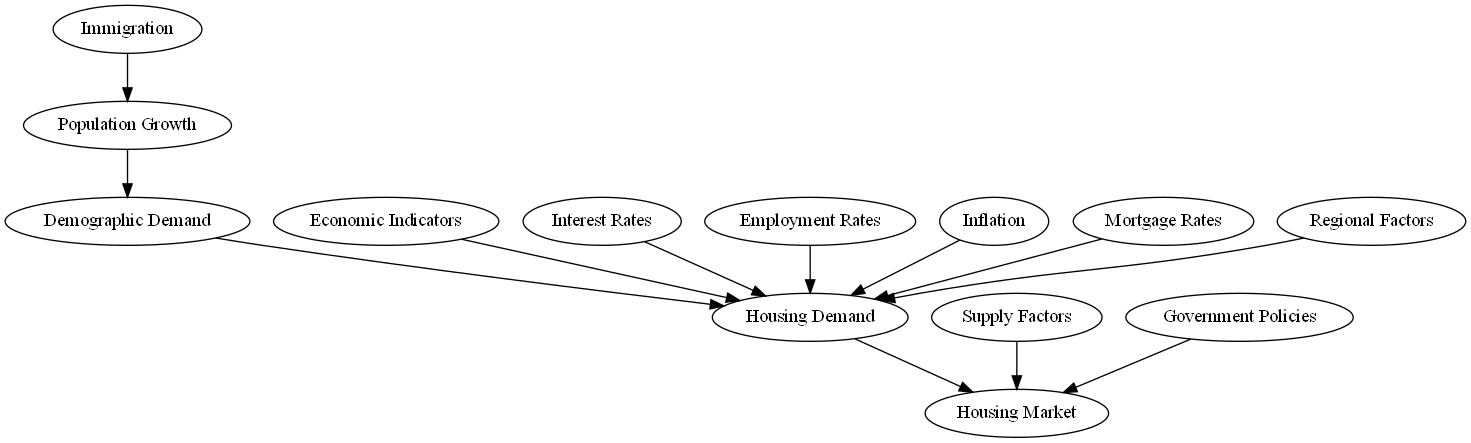 Immigration
Population Growth
Demographic Demand
Economic Indicators
Interest Rates
Employment Rates
Inflation
Mortgage Rates
Regional Factors
Housing Demand
Supply Factors
Government Policies
Housing Market